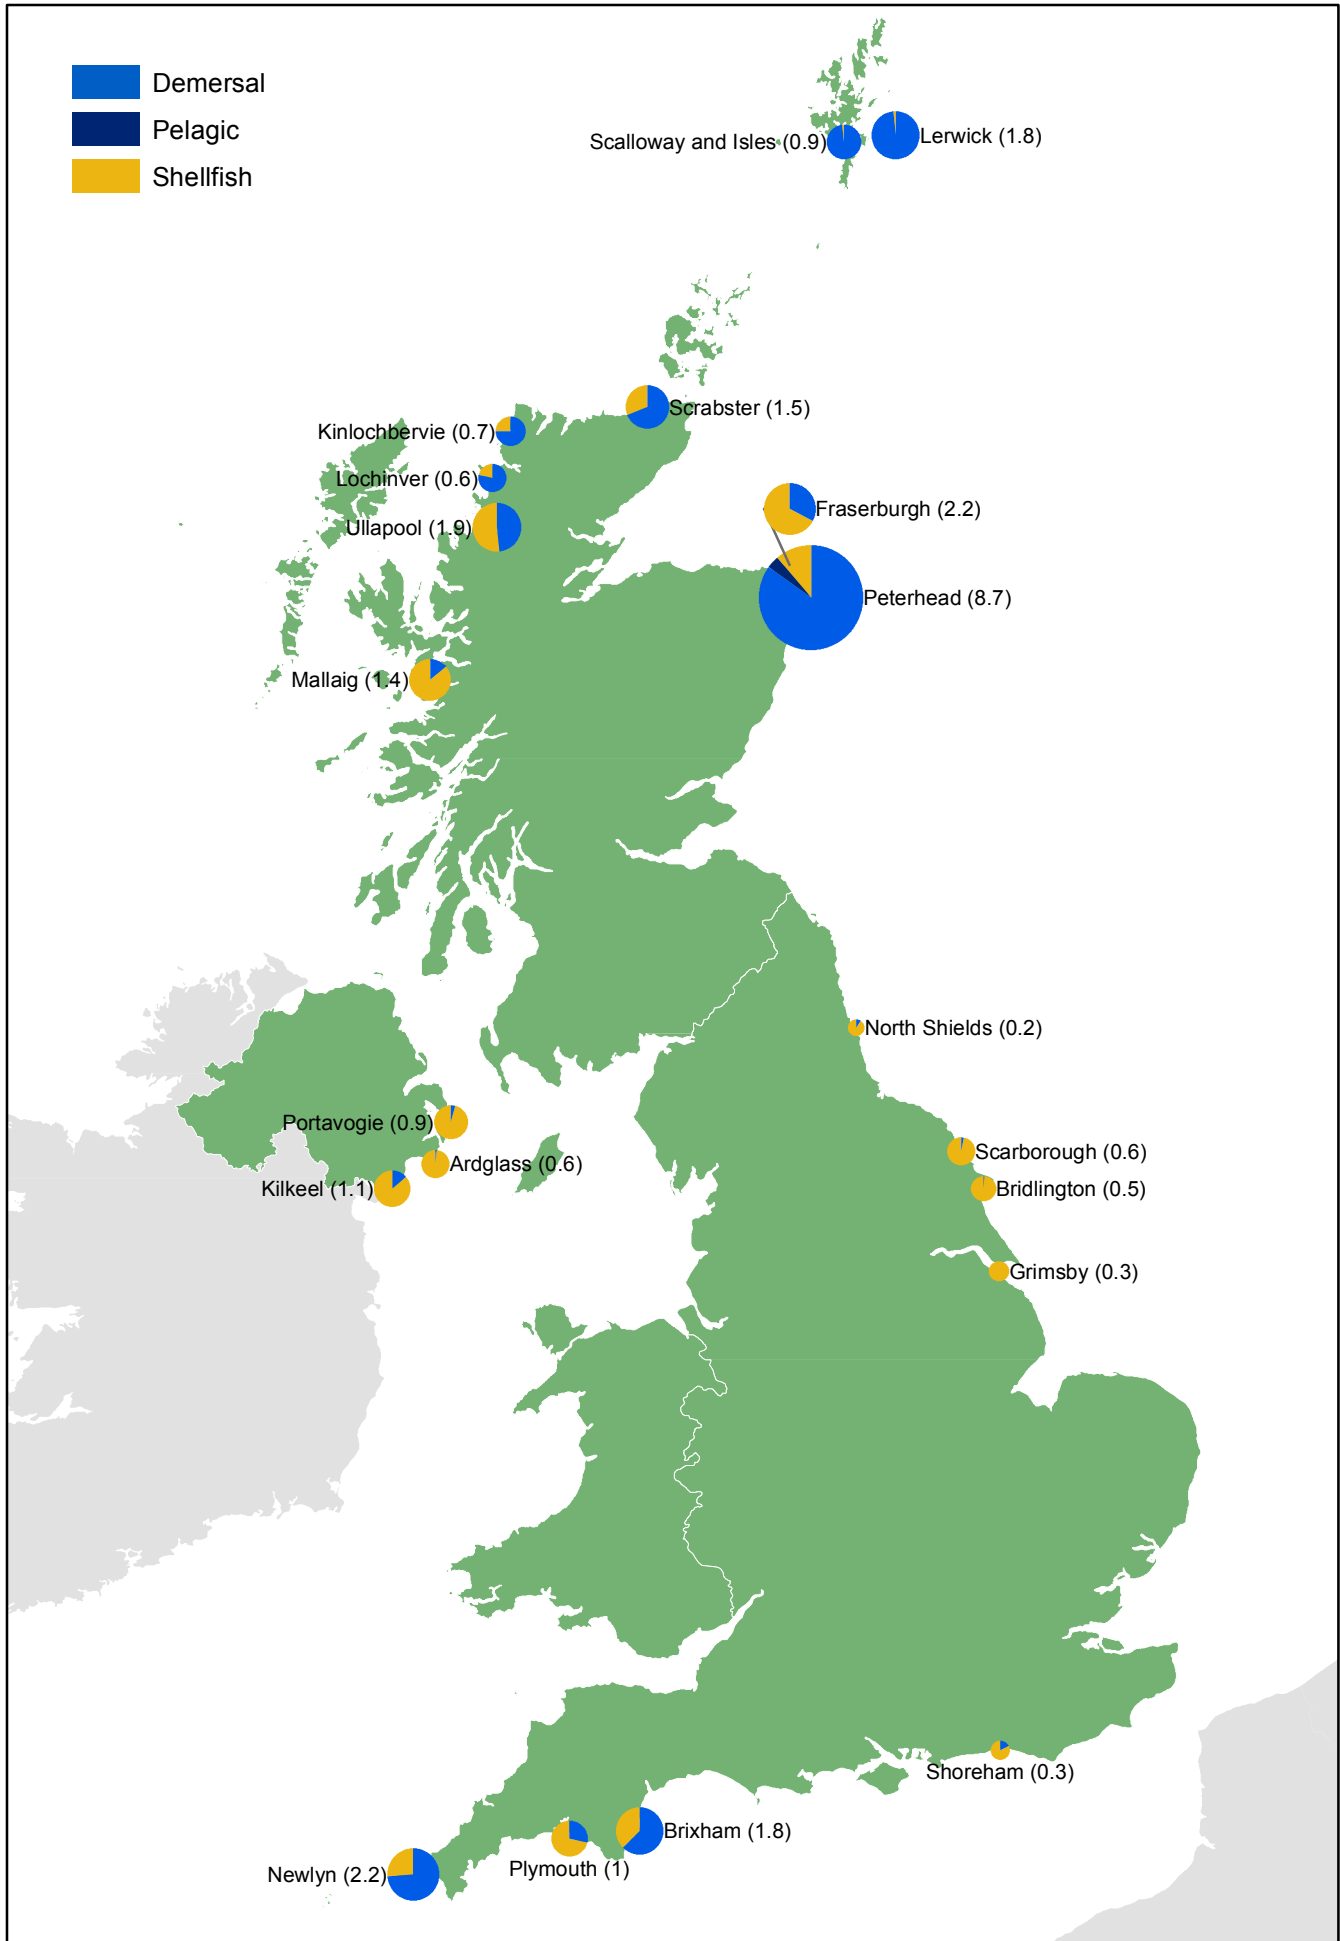 Demersal
Pelagic
Shellfish
Scalloway and Isles (0.9)
Lerwick (1.8)
Scrabster (1.5)
Kinlochbervie (0.7)
Lochinver (0.6)
Fraserburgh (2.2)
Ullapool (1.9)
Peterhead (8.7)
Mallaig (1.4)
North Shields (0.2)
Portavogie (0.9)
Scarborough (0.6)
Ardglass (0.6)
Kilkeel (1.1)
Bridlington (0.5)
Grimsby (0.3)
Shoreham (0.3)
Brixham (1.8)
Plymouth (1)
Newlyn (2.2)